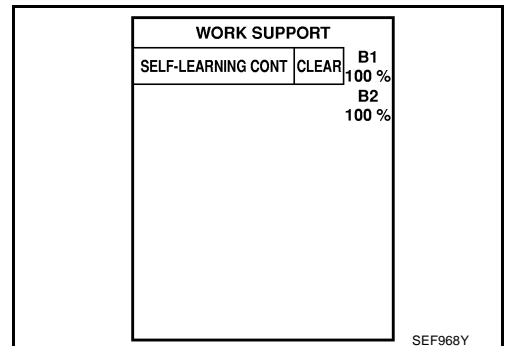 WORK SUPPORT
SELF-LEARNING CONT CLEAR B1
100 %
B2
100 %
SEF968Y